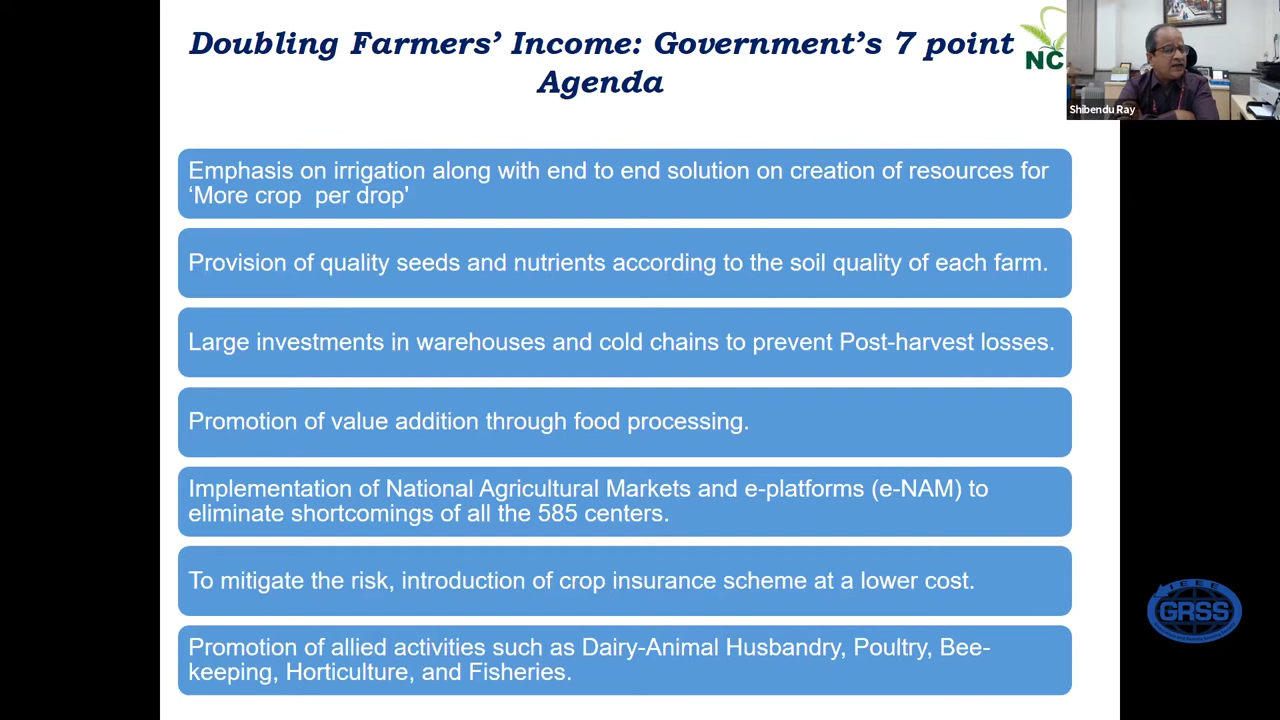 Doubling Farmers' Income: Government's 7 point
Agenda
NC
Shibendu Ray
Emphasis on irrigation along with end to end solution on creation of resources for
‘More crop  per drop'
Provision of quality seeds and nutrients according to the soil quality of each farm.
Large investments in warehouses and cold chains to prevent Post-harvest losses.
Promotion of value addition through food processing.
Implementation of National Agricultural Markets and e-platforms (e-NAM) to
eliminate shortcomings of all the 585 centers.
To mitigate the risk, introduction of crop insurance scheme at a lower cost.
Promotion of allied activities such as Dairy-Animal Husbandry, Poultry, Bee-
keeping, Horticulture, and Fisheries.
IEEE
GRSS